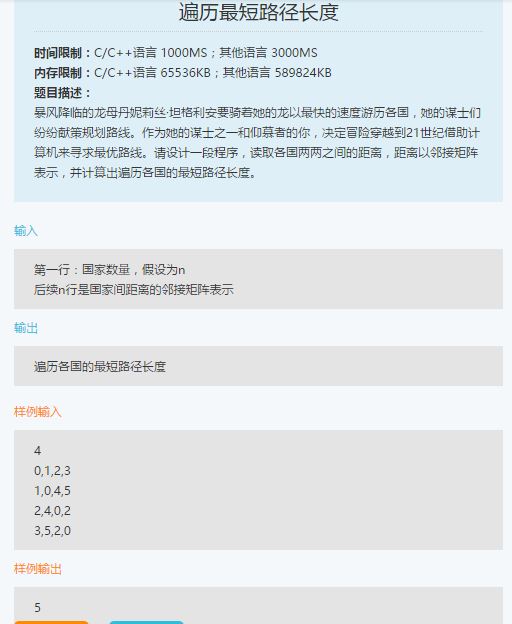 遍历最短路径长度
时间限制：C/C++语言 1000MS；其他语言 3000MS
内存限制：C/C++语言 65536KB；其他语言 589824KB
题目描述：
暴风降临的龙母丹妮莉丝·坦格利安要骑着她的龙以最快的速度游历各国，她的谋士们
纷纷献策规划路线。作为她的谋士之一和仰慕者的你，决定冒险穿越到21世纪借助计
算机来寻求最优路线。请设计一段程序，读取各国两两之间的距离，距离以邻接矩阵
表示，并计算出遍历各国的最短路径长度。
输入
第一行：国家数量，假设为n
后续n行是国家间距离的邻接矩阵表示
输出
遍历各国的最短路径长度
样例输入
4
0,1,2,3
1,0,4,5
2,4,0,2
3,5,2,0
样例输出
5